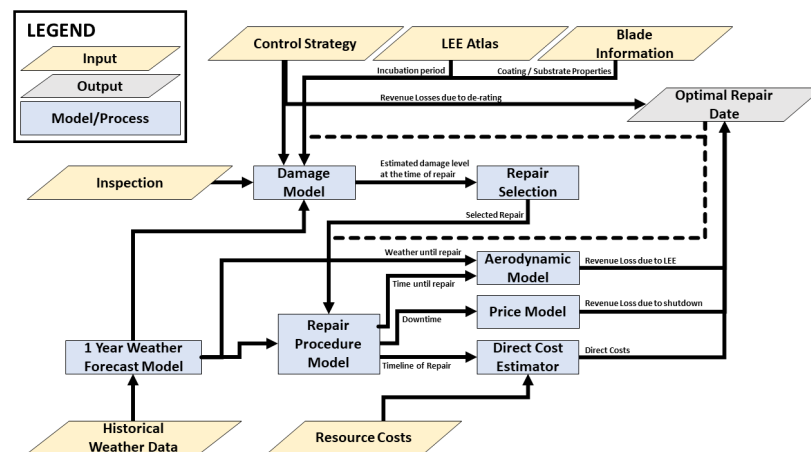 LEGEND
Input
Output
Model/Process
Control Strategy
LEE Atlas
Blade
Information
Incubation period
Coating / Substrate Properties
Revenue Losses due to de-rating
Optimal Repair
Date
Inspection
Damage
Model
Estimated damage level
at the time of repair
Repair
Selection
Selected Repair
Weather until repair
Aerodynamic
Model
Revenue Loss due to LEE
Time until repair
Repair
Procedure
Model
Downtime
Price Model
Revenue Loss due to shutdown
1 Year Weather
Forecast Model
Timeline of Repair
Direct Cost
Estimator
Direct Costs
Historical
Weather Data
Resource Costs